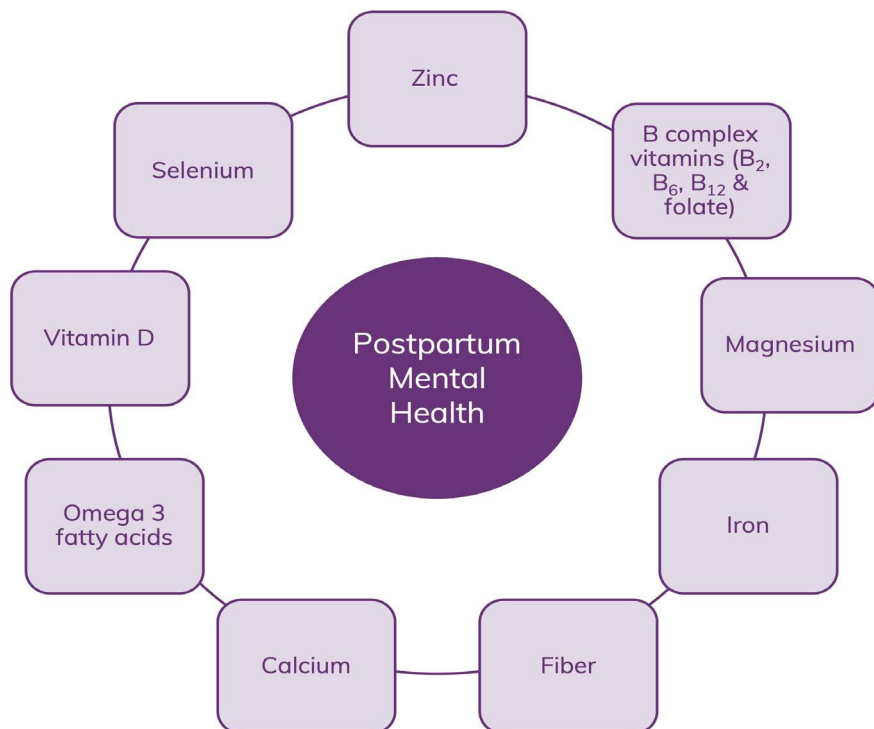 Zinc
B complex
vitamins (B₂,
B₆, B₁₂ &
folate)
Selenium
Vitamin D
Postpartum
Mental
Health
Magnesium
Omega 3
fatty acids
Iron
Calcium
Fiber